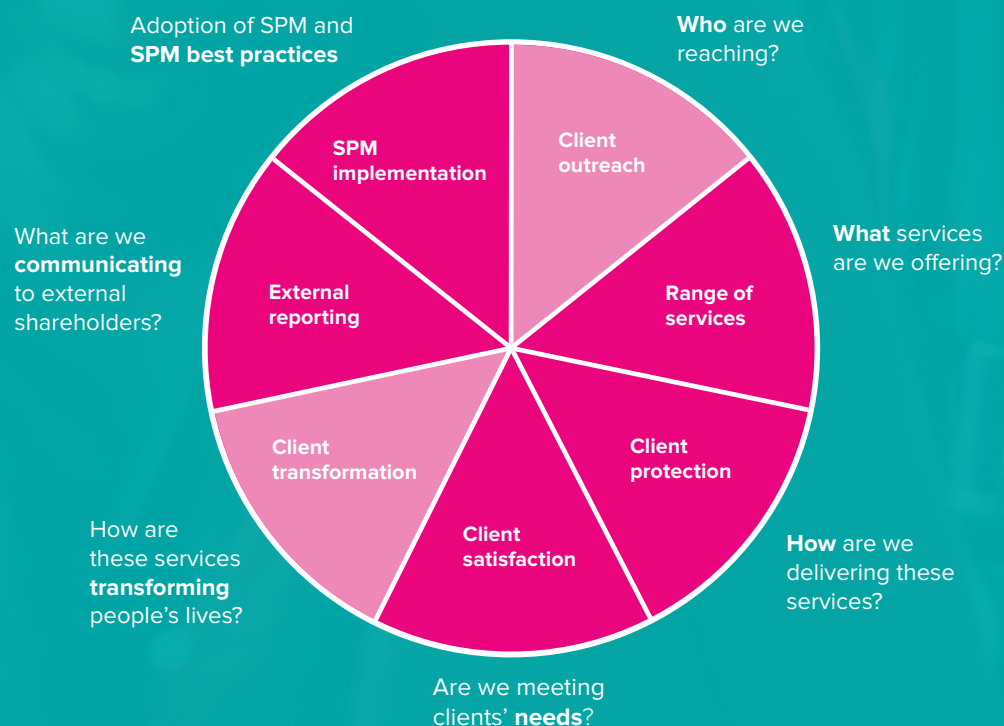 Adoption of SPM and
SPM best practices
Who are we
reaching?
SPM
implementation
Client
outreach
What are we
communicating
to external
shareholders?
External
reporting
Range of
services
What services
are we offering?
Client
transformation
Client
satisfaction
Client
protection
How are
these services
transforming
people’s lives?
How are we
delivering these
services?
Are we meeting
clients’ needs?